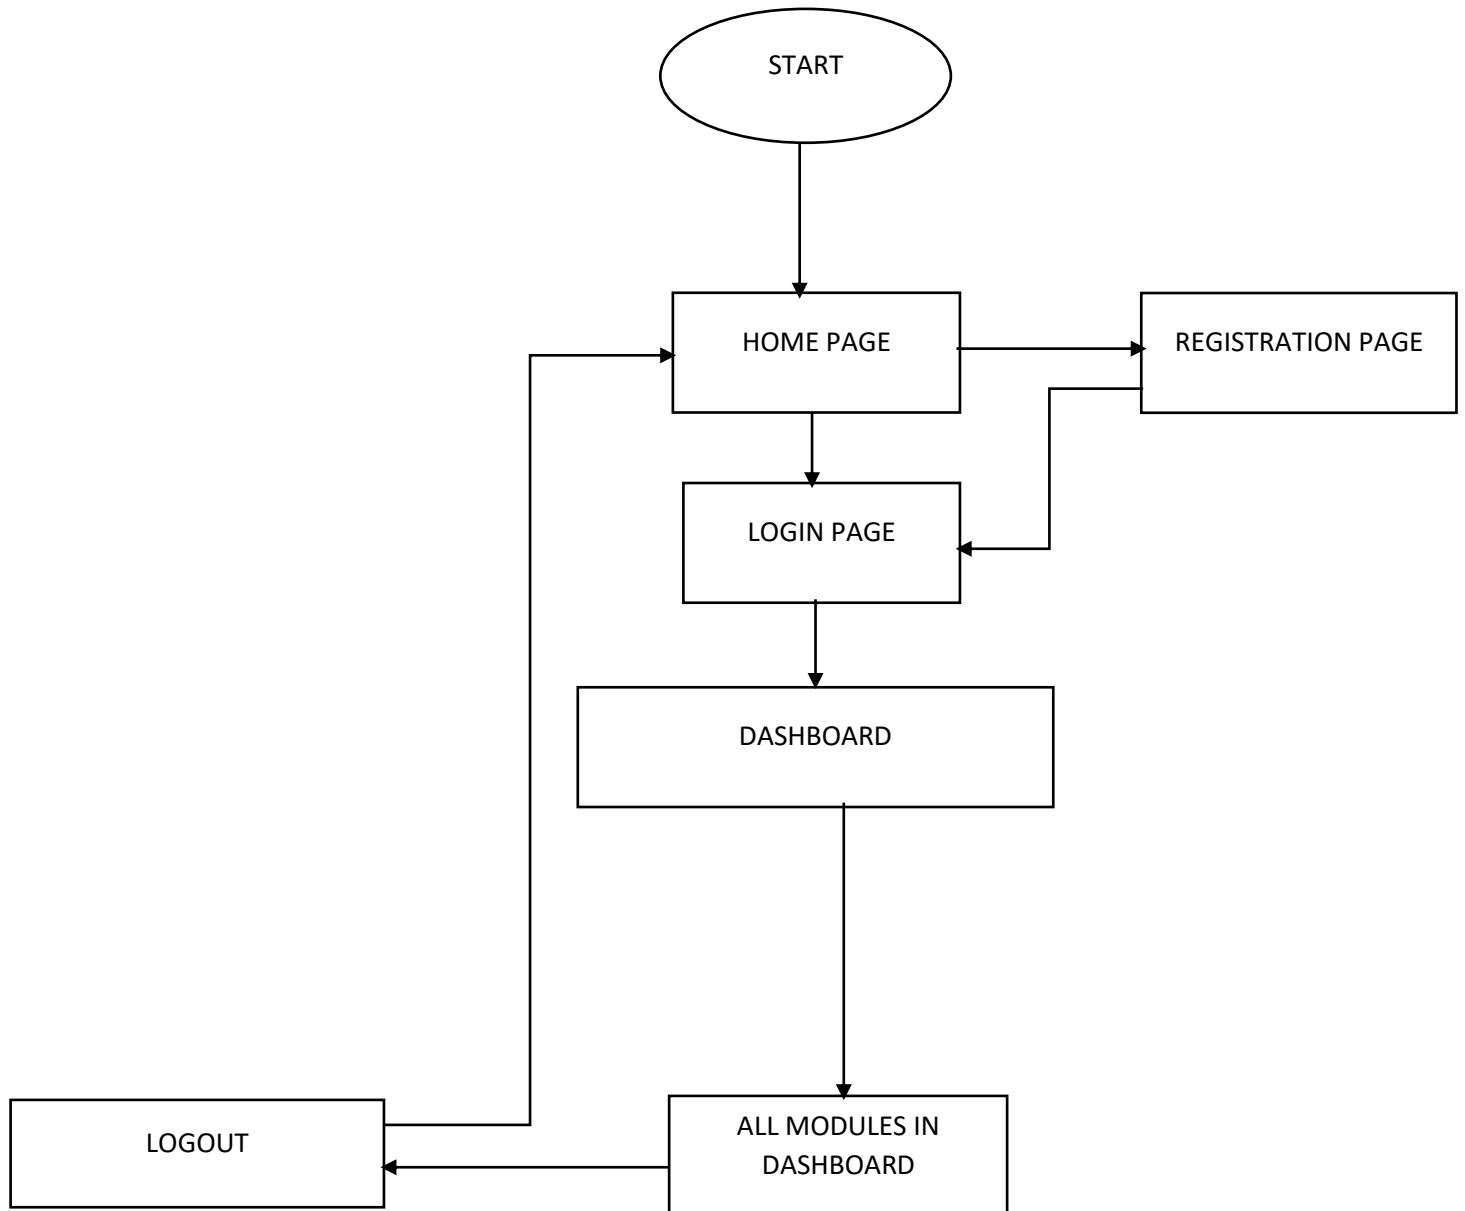 START
HOME PAGE
REGISTRATION PAGE
LOGIN PAGE
DASHBOARD
LOGOUT
ALL MODULES IN
DASHBOARD